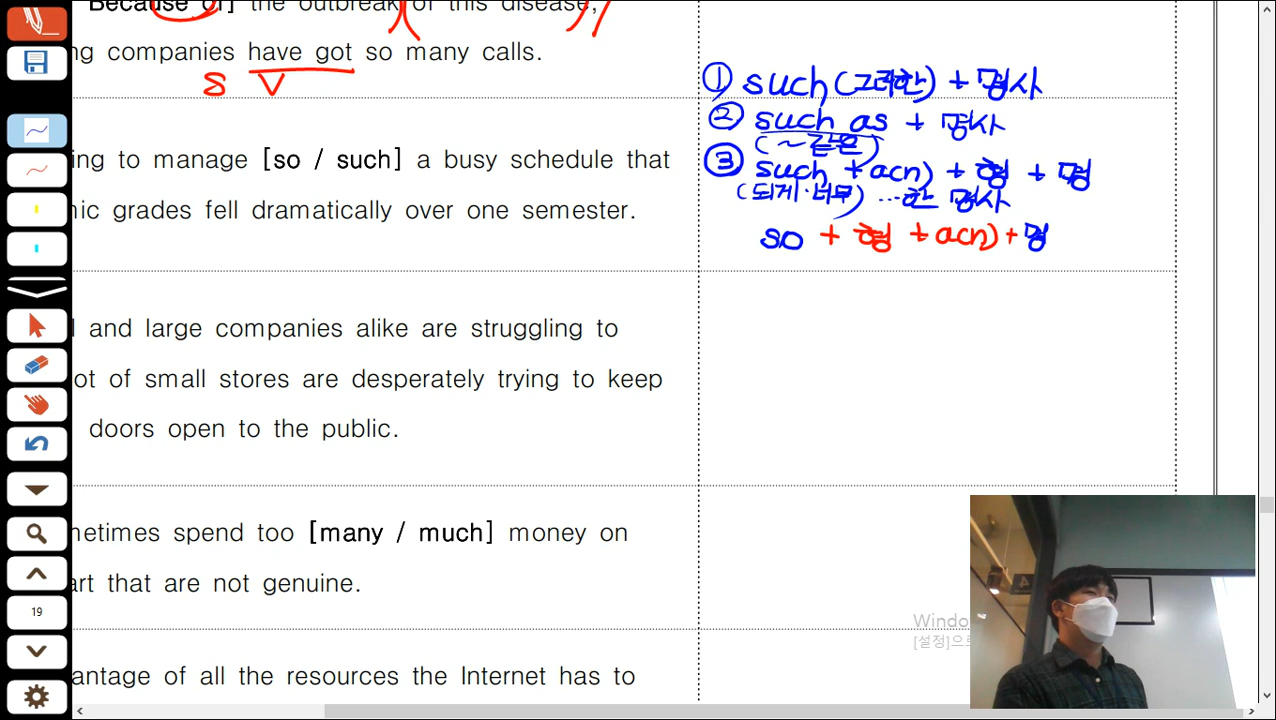 Because of] the outbreak of this disease,
ng companies have got so many calls.
S V
ing to manage [so / such] a busy schedule that
nic grades fell dramatically over one semester.
l and large companies alike are struggling to
ot of small stores are desperately trying to keep
doors open to the public.
netimes spend too [many / much] money on
art that are not genuine.
antage of all the resources the Internet has to
① such (그러한) + 명사
② such as + 명사
(~ 같은)
③ such + a(n) + 형 + 명
(되게·너무) …한 명사
so + 형 + a(n) + 명
19
Windo
[설정]으로